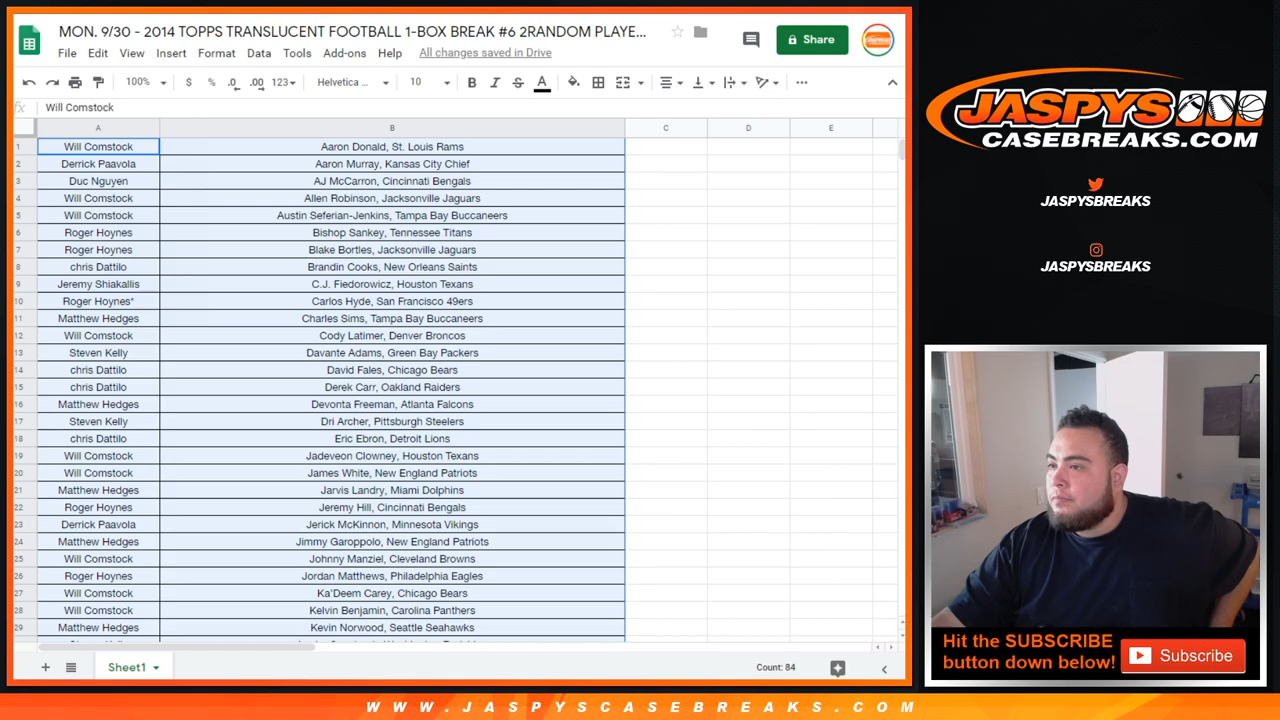 MON. 9/30 - 2014 TOPPS TRANSLUCENT FOOTBALL 1-BOX BREAK #6 2RANDOM PLAYE...
Share
File Edit View Insert Format Data Tools Add-ons Help All changes saved in Drive
100% $ % .0 .00 123 Helvetica ... 10 B I S A
fx Will Comstock
A B C D E
1 Will Comstock Aaron Donald, St. Louis Rams
2 Derrick Paavola Aaron Murray, Kansas City Chief
3 Duc Nguyen AJ McCarron, Cincinnati Bengals
4 Will Comstock Allen Robinson, Jacksonville Jaguars
5 Will Comstock Austin Seferian-Jenkins, Tampa Bay Buccaneers
6 Roger Hoynes Bishop Sankey, Tennessee Titans
7 Roger Hoynes Blake Bortles, Jacksonville Jaguars
8 chris Dattilo Brandin Cooks, New Orleans Saints
9 Jeremy Shiakallis C.J. Fiedorowicz, Houston Texans
10 Roger Hoynes* Carlos Hyde, San Francisco 49ers
11 Matthew Hedges Charles Sims, Tampa Bay Buccaneers
12 Will Comstock Cody Latimer, Denver Broncos
13 Steven Kelly Davante Adams, Green Bay Packers
14 chris Dattilo David Fales, Chicago Bears
15 chris Dattilo Derek Carr, Oakland Raiders
16 Matthew Hedges Devonta Freeman, Atlanta Falcons
17 Steven Kelly Dri Archer, Pittsburgh Steelers
18 chris Dattilo Eric Ebron, Detroit Lions
19 Will Comstock Jadeveon Clowney, Houston Texans
20 Will Comstock James White, New England Patriots
21 Matthew Hedges Jarvis Landry, Miami Dolphins
22 Roger Hoynes Jeremy Hill, Cincinnati Bengals
23 Derrick Paavola Jerick McKinnon, Minnesota Vikings
24 Matthew Hedges Jimmy Garoppolo, New England Patriots
25 Will Comstock Johnny Manziel, Cleveland Browns
26 Roger Hoynes Jordan Matthews, Philadelphia Eagles
27 Will Comstock Ka'Deem Carey, Chicago Bears
28 Will Comstock Kelvin Benjamin, Carolina Panthers
29 Matthew Hedges Kevin Norwood, Seattle Seahawks
Sheet1
Count: 84
JASPYS
CASEBREAKS.COM
JASPYSBREAKS
JASPYSBREAKS
Hit the SUBSCRIBE
button down below!
Subscribe
WWW.JASPYSCASEBREAKS.COM